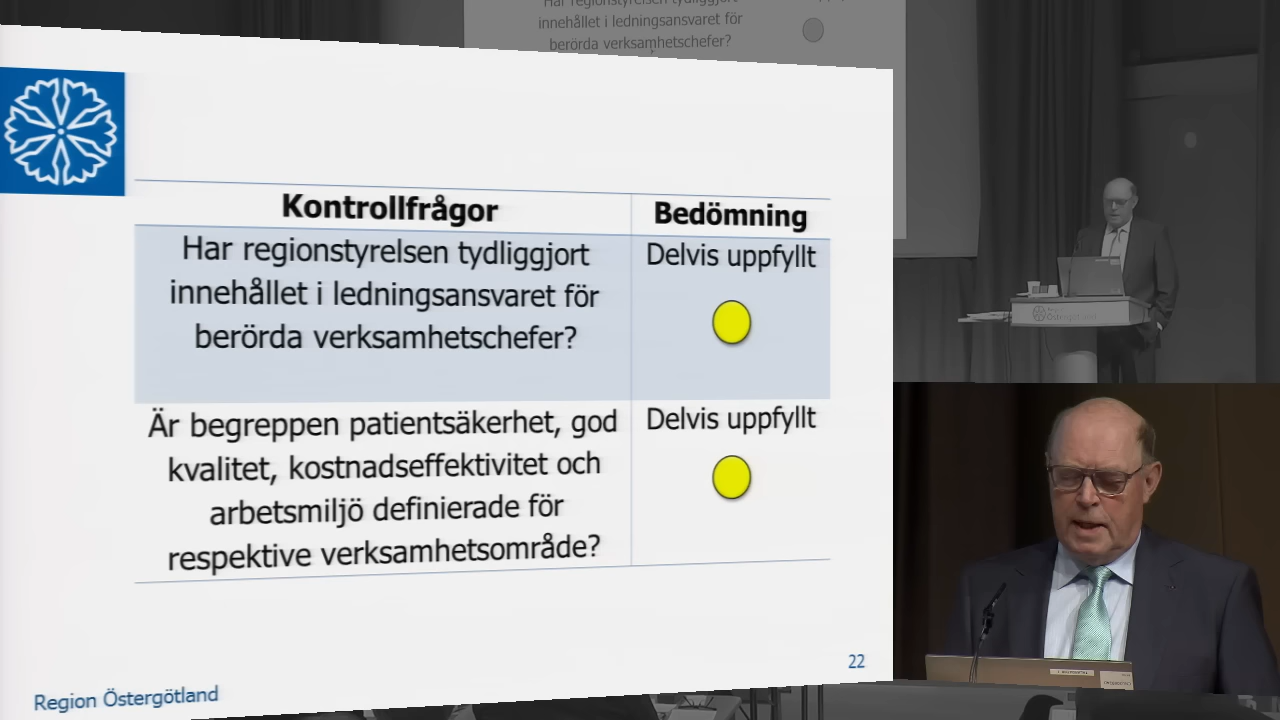 innehållet i ledningsansvaret för
berörda verksamhetschefer?
Kontrollfrågor
Bedömning
Har regionstyrelsen tydliggjort
innehållet i ledningsansvaret för
berörda verksamhetschefer?
Delvis uppfyllt
Är begreppen patientsäkerhet, god
kvalitet, kostnadseffektivitet och
arbetsmiljö definierade för
respektive verksamhetsområde?
Delvis uppfyllt
22
Region Östergötland
Östergötland